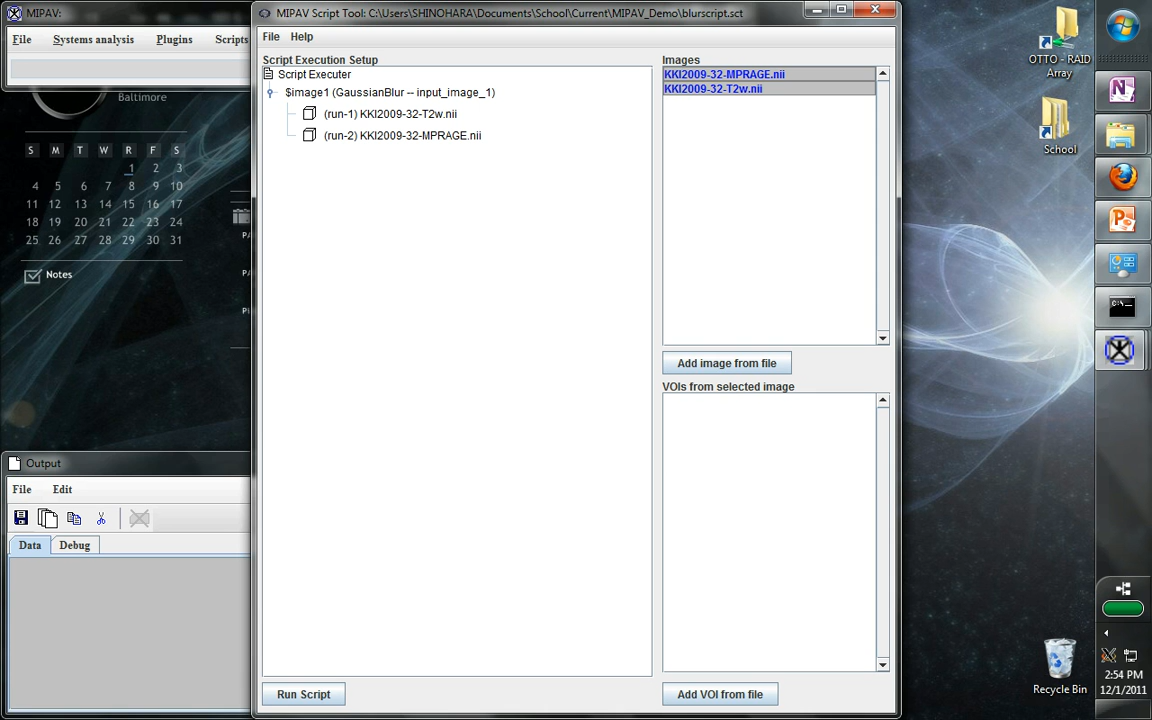 MIPAV:
File Systems analysis Plugins Scripts
Baltimore
S M T W R F S
1 2 3
4 5 6 7 8 9 10
11 12 13 14 15 16 17
18 19 20 21 22 23 24
25 26 27 28 29 30 31
Notes
Output
File Edit
Data Debug
MIPAV Script Tool: C:\Users\SHINOHARA\Documents\School\Current\MIPAV_Demo\blurscript.sct
File Help
Script Execution Setup
Script Executer
$image1 (GaussianBlur -- input_image_1)
(run-1) KKI2009-32-T2w.nii
(run-2) KKI2009-32-MPRAGE.nii
Run Script
Images
KKI2009-32-MPRAGE.nii
KKI2009-32-T2w.nii
Add image from file
VOIs from selected image
Add VOI from file
OTTO - RAID
Array
School
Recycle Bin
2:54 PM
12/1/2011